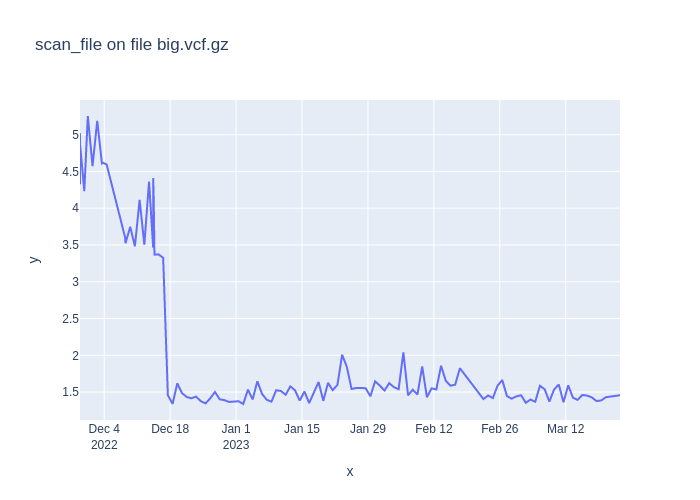 scan_file on file big.vcf.gz
5
4.5
4
3.5
3
2.5
2
1.5
y
Dec 4
2022
Dec 18
Jan 1
2023
Jan 15
Jan 29
Feb 12
Feb 26
Mar 12
x